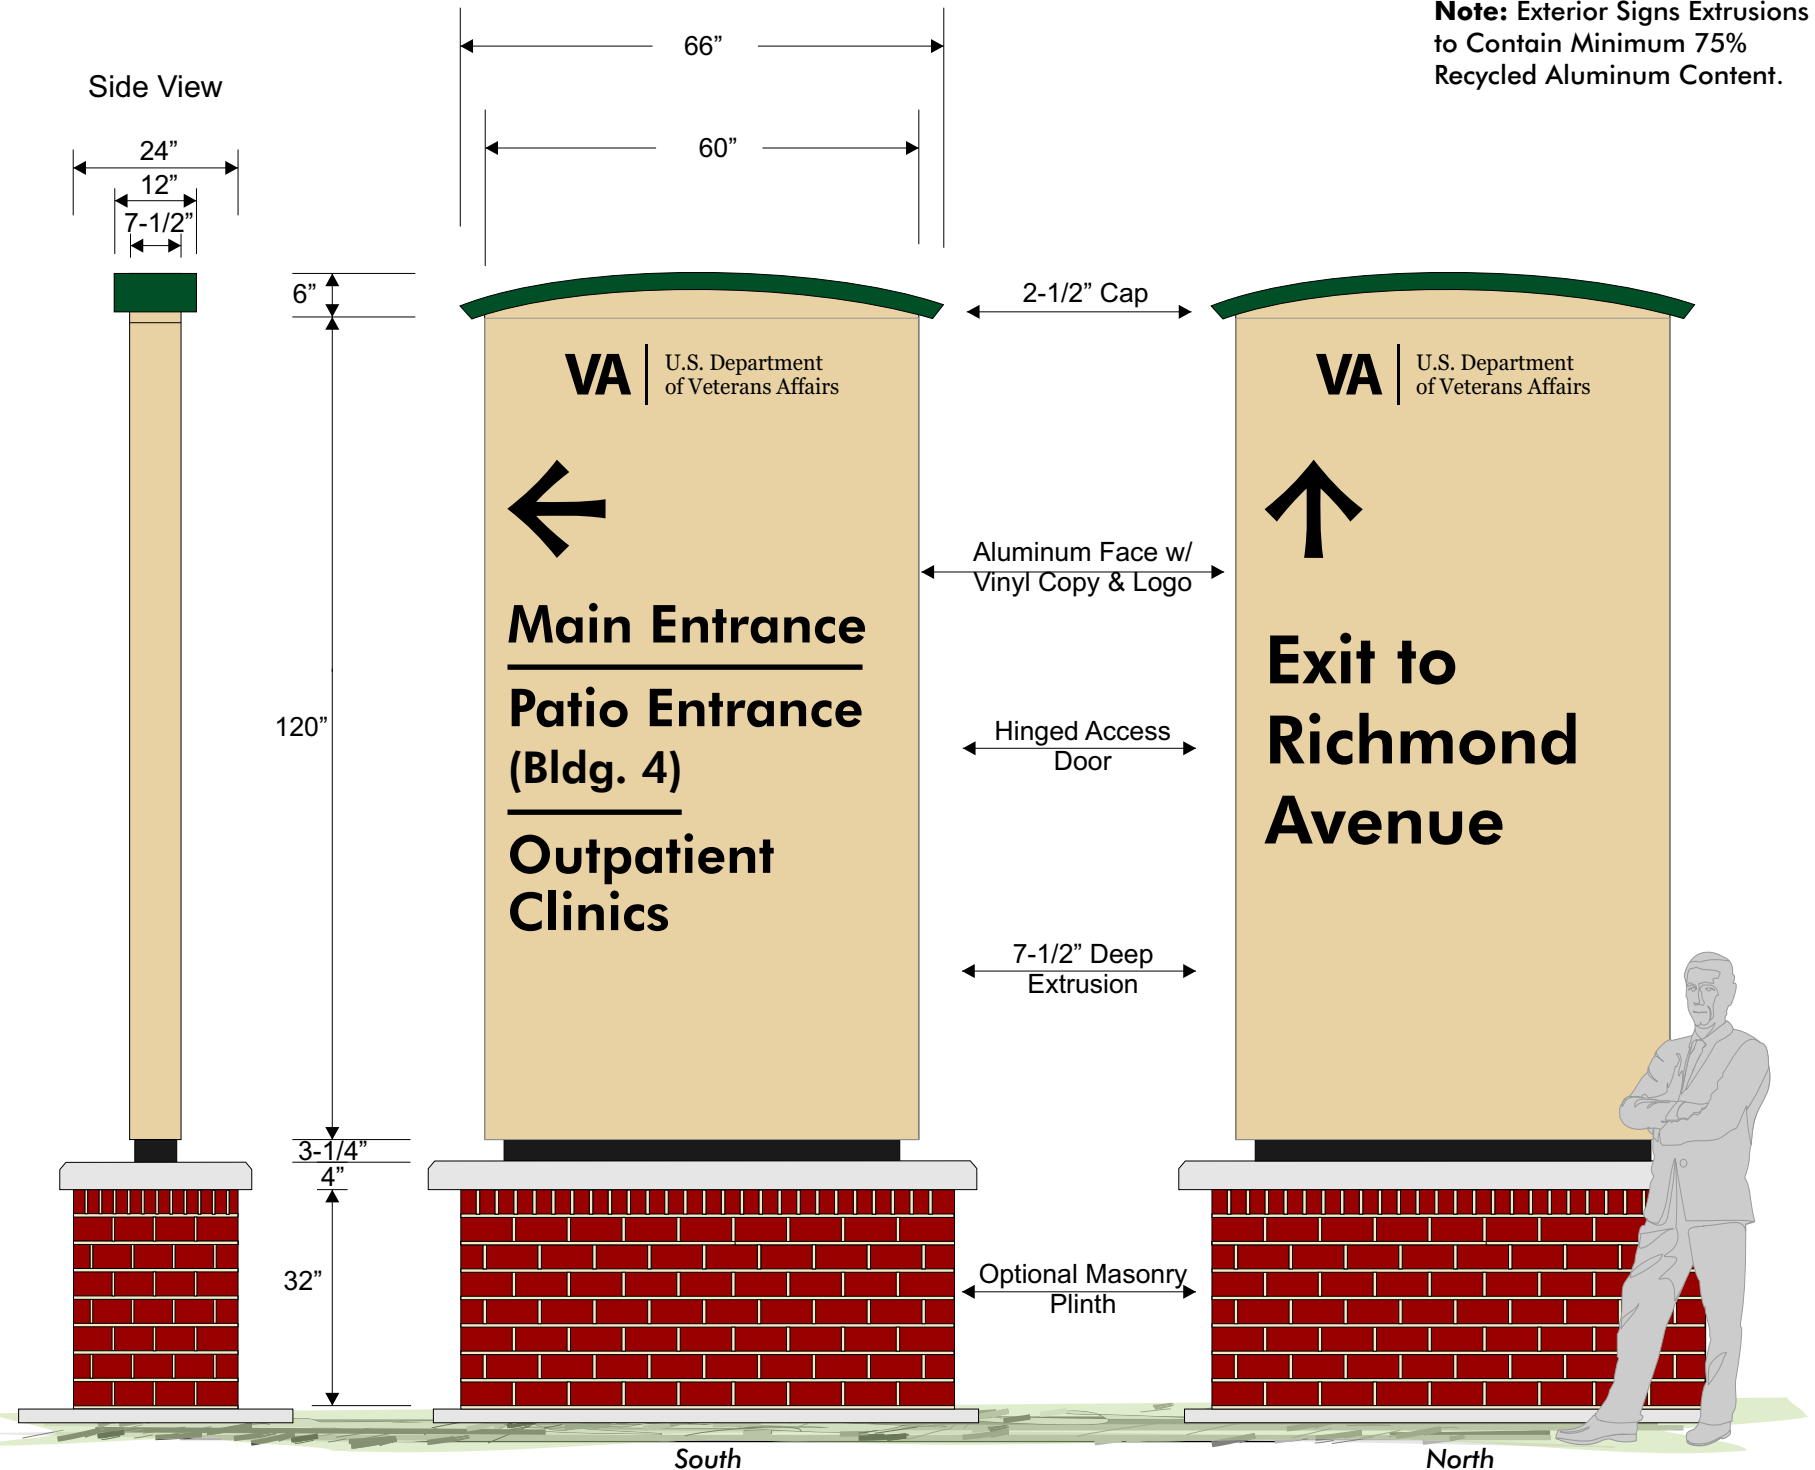 Note: Exterior Signs Extrusions
to Contain Minimum 75%
Recycled Aluminum Content.
66”
Side View
60”
24”
12”
7-1/2”
6”
2-1/2” Cap
VA
U.S. Department
of Veterans Affairs
VA
U.S. Department
of Veterans Affairs
Aluminum Face w/
Vinyl Copy & Logo
Main Entrance
Patio Entrance
(Bldg. 4)
Outpatient
Clinics
Exit to
Richmond
Avenue
120”
Hinged Access
Door
7-1/2” Deep
Extrusion
3-1/4”
4”
32”
Optional Masonry
Plinth
South
North